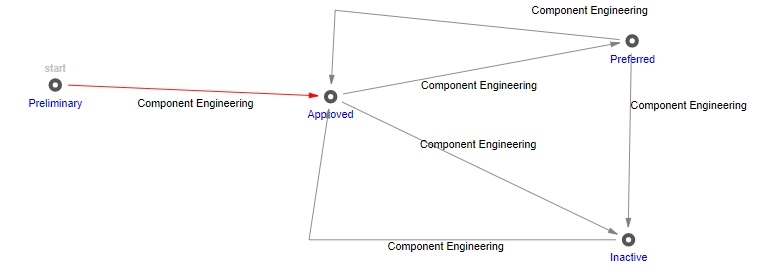 Component Engineering
Preferred
start
Preliminary
Component Engineering
Component Engineering
Approved
Component Engineering
Component Engineering
Component Engineering
Inactive